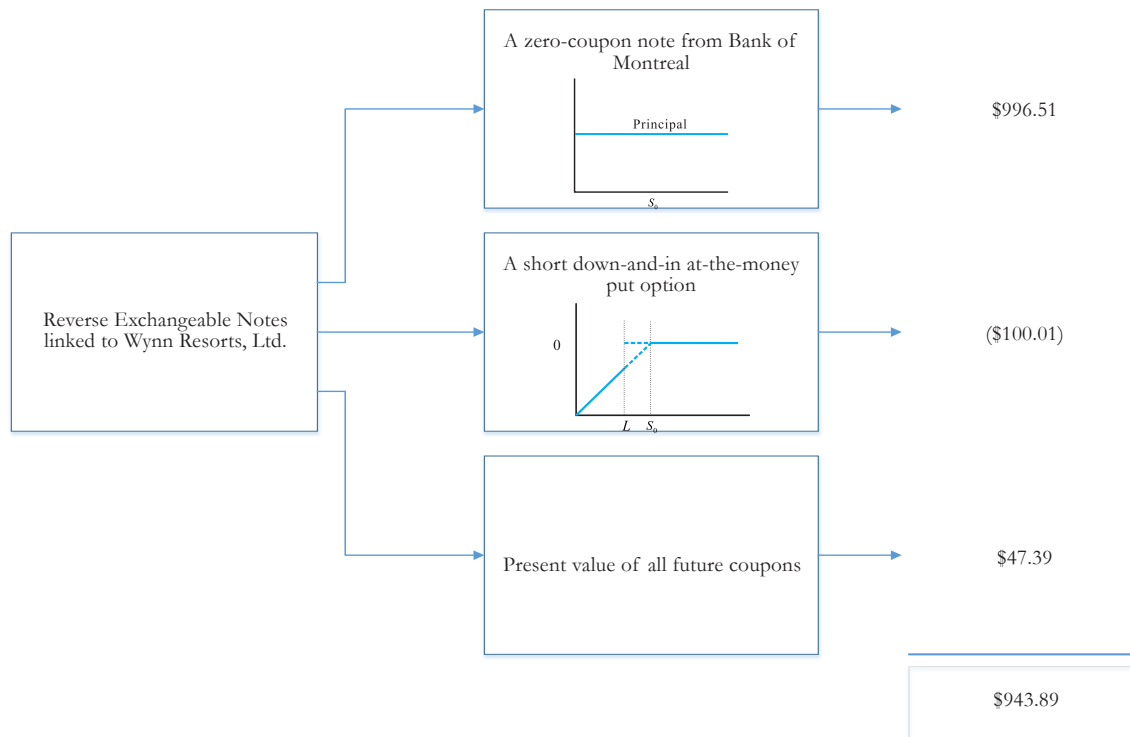 A zero-coupon note from Bank of
Montreal
Principal
S₀
$996.51
Reverse Exchangeable Notes
linked to Wynn Resorts, Ltd.
A short down-and-in at-the-money
put option
0
L S₀
($100.01)
Present value of all future coupons
$47.39
$943.89